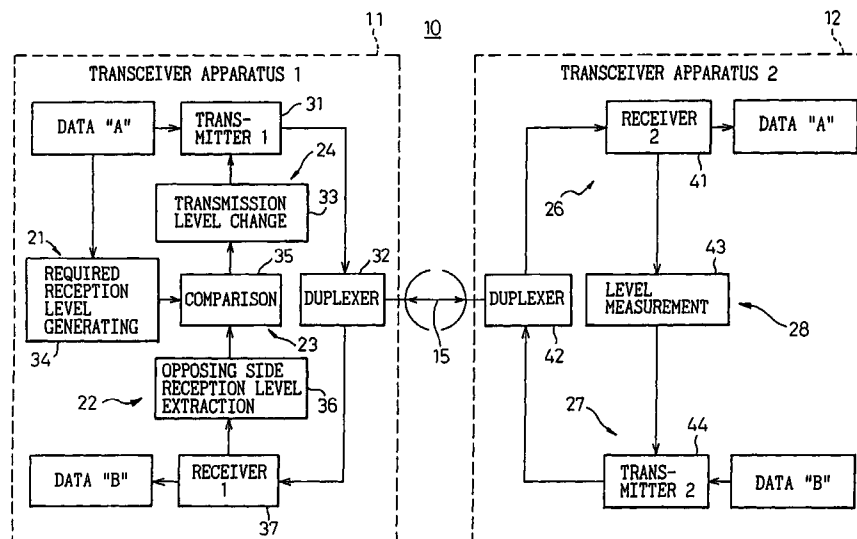 10
11
TRANSCEIVER APPARATUS 1
DATA "A"
TRANS-
MITTER 1
31
24
TRANSMISSION
LEVEL CHANGE
33
21
REQUIRED
RECEPTION
LEVEL
GENERATING
34
35
COMPARISON
23
32
DUPLEXER
22
OPPOSING SIDE
RECEPTION LEVEL
EXTRACTION
36
DATA "B"
RECEIVER
1
37
15
12
TRANSCEIVER APPARATUS 2
RECEIVER
2
41
DATA "A"
26
DUPLEXER
42
43
LEVEL
MEASUREMENT
28
27
44
TRANS-
MITTER 2
DATA "B"